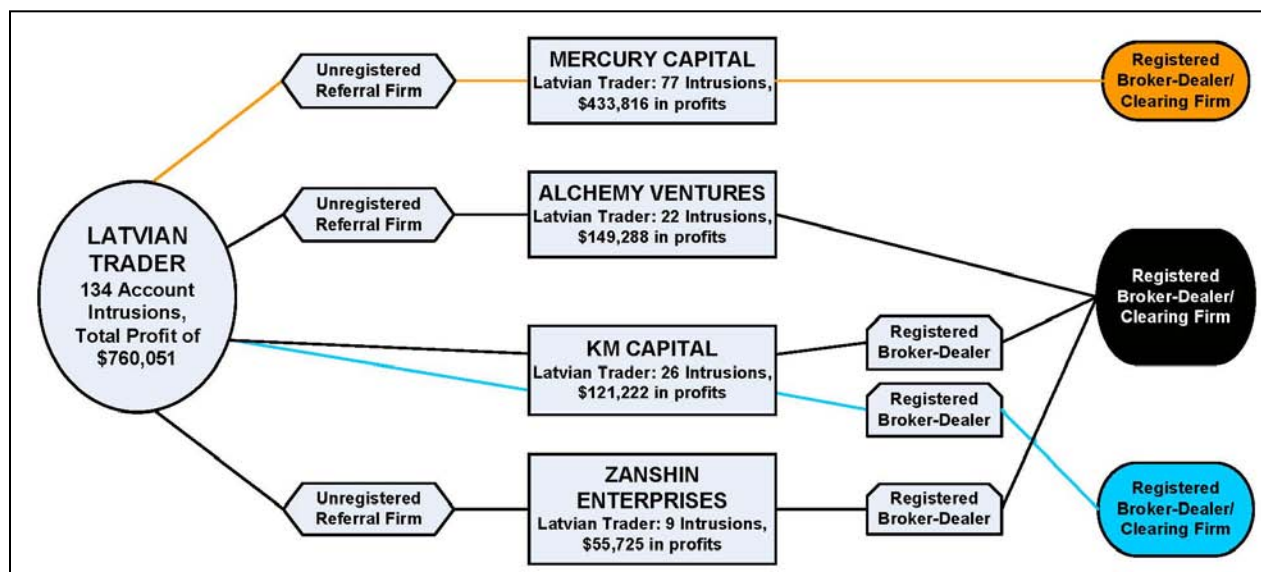 Unregistered
Referral Firm
MERCURY CAPITAL
Latvian Trader: 77 Intrusions,
$433,816 in profits
Registered
Broker-Dealer/
Clearing Firm
LATVIAN
TRADER
134 Account
Intrusions,
Total Profit of
$760,051
Unregistered
Referral Firm
ALCHEMY VENTURES
Latvian Trader: 22 Intrusions,
$149,288 in profits
Registered
Broker-Dealer/
Clearing Firm
KM CAPITAL
Latvian Trader: 26 Intrusions,
$121,222 in profits
Registered
Broker-Dealer
Registered
Broker-Dealer
Unregistered
Referral Firm
ZANSHIN
ENTERPRISES
Latvian Trader: 9 Intrusions,
$55,725 in profits
Registered
Broker-Dealer
Registered
Broker-Dealer/
Clearing Firm